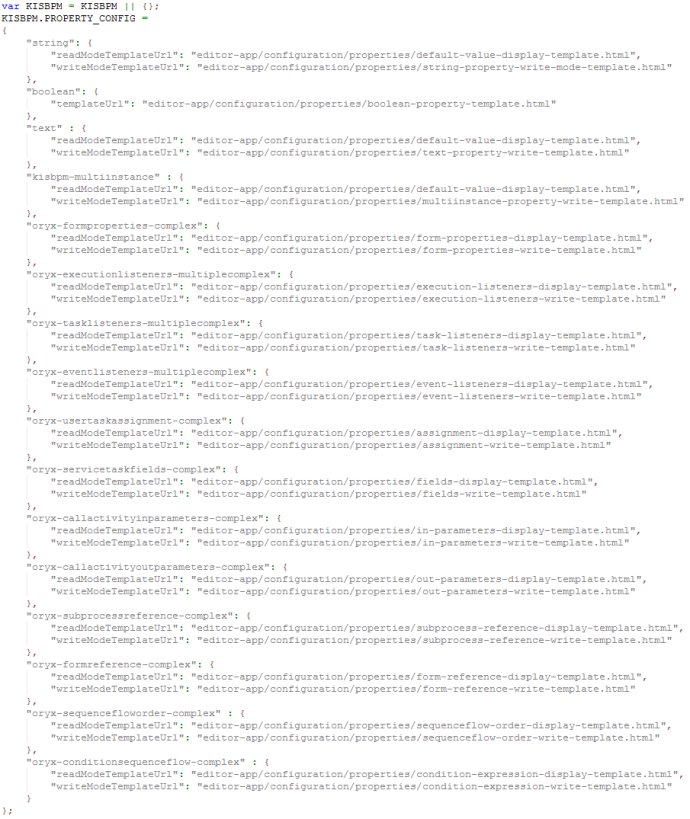 var KISBPM = KISBPM || {};
KISBPM.PROPERTY_CONFIG =
{
    "string": {
        "readModeTemplateUrl": "editor-app/configuration/properties/default-value-display-template.html",
        "writeModeTemplateUrl": "editor-app/configuration/properties/string-property-write-mode-template.html"
    },
    "boolean": {
        "templateUrl": "editor-app/configuration/properties/boolean-property-template.html"
    },
    "text" : {
        "readModeTemplateUrl": "editor-app/configuration/properties/default-value-display-template.html",
        "writeModeTemplateUrl": "editor-app/configuration/properties/text-property-write-template.html"
    },
    "kisbpm-multiinstance" : {
        "readModeTemplateUrl": "editor-app/configuration/properties/default-value-display-template.html",
        "writeModeTemplateUrl": "editor-app/configuration/properties/multiinstance-property-write-template.html"
    },
    "oryx-formproperties-complex": {
        "readModeTemplateUrl": "editor-app/configuration/properties/form-properties-display-template.html",
        "writeModeTemplateUrl": "editor-app/configuration/properties/form-properties-write-template.html"
    },
    "oryx-executionlisteners-multiplecomplex": {
        "readModeTemplateUrl": "editor-app/configuration/properties/execution-listeners-display-template.html",
        "writeModeTemplateUrl": "editor-app/configuration/properties/execution-listeners-write-template.html"
    },
    "oryx-tasklisteners-multiplecomplex": {
        "readModeTemplateUrl": "editor-app/configuration/properties/task-listeners-display-template.html",
        "writeModeTemplateUrl": "editor-app/configuration/properties/task-listeners-write-template.html"
    },
    "oryx-eventlisteners-multiplecomplex": {
        "readModeTemplateUrl": "editor-app/configuration/properties/event-listeners-display-template.html",
        "writeModeTemplateUrl": "editor-app/configuration/properties/event-listeners-write-template.html"
    },
    "oryx-usertaskassignment-complex": {
        "readModeTemplateUrl": "editor-app/configuration/properties/assignment-display-template.html",
        "writeModeTemplateUrl": "editor-app/configuration/properties/assignment-write-template.html"
    },
    "oryx-servicetaskfields-complex": {
        "readModeTemplateUrl": "editor-app/configuration/properties/fields-display-template.html",
        "writeModeTemplateUrl": "editor-app/configuration/properties/fields-write-template.html"
    },
    "oryx-callactivityinparameters-complex": {
        "readModeTemplateUrl": "editor-app/configuration/properties/in-parameters-display-template.html",
        "writeModeTemplateUrl": "editor-app/configuration/properties/in-parameters-write-template.html"
    },
    "oryx-callactivityoutparameters-complex": {
        "readModeTemplateUrl": "editor-app/configuration/properties/out-parameters-display-template.html",
        "writeModeTemplateUrl": "editor-app/configuration/properties/out-parameters-write-template.html"
    },
    "oryx-subprocessreference-complex": {
        "readModeTemplateUrl": "editor-app/configuration/properties/subprocess-reference-display-template.html",
        "writeModeTemplateUrl": "editor-app/configuration/properties/subprocess-reference-write-template.html"
    },
    "oryx-formreference-complex": {
        "readModeTemplateUrl": "editor-app/configuration/properties/form-reference-display-template.html",
        "writeModeTemplateUrl": "editor-app/configuration/properties/form-reference-write-template.html"
    },
    "oryx-sequencefloworder-complex" : {
        "readModeTemplateUrl": "editor-app/configuration/properties/sequenceflow-order-display-template.html",
        "writeModeTemplateUrl": "editor-app/configuration/properties/sequenceflow-order-write-template.html"
    },
    "oryx-conditionsequenceflow-complex" : {
        "readModeTemplateUrl": "editor-app/configuration/properties/condition-expression-display-template.html",
        "writeModeTemplateUrl": "editor-app/configuration/properties/condition-expression-write-template.html"
    }
};